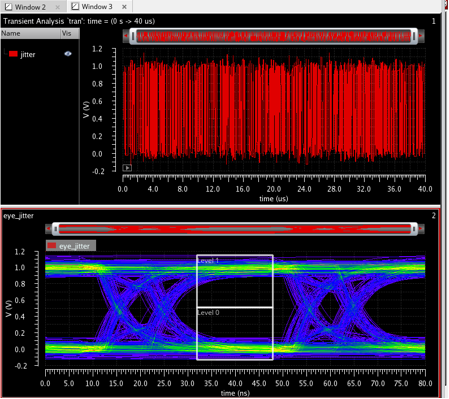 Window 2 Window 3
Transient Analysis `tran': time = (0 s -> 40 us) 1
Name Vis
jitter
V (V)
1.2
1.0
0.8
0.6
0.4
0.2
0.0
-0.2
0.0 4.0 8.0 12.0 16.0 20.0 24.0 28.0 32.0 36.0 40.0
time (us)
eye_jitter 2
eye_jitter
V (V)
1.2
1.0
0.8
0.6
0.4
0.2
0.0
-0.2
Level 1
Level 0
0.0 5.0 10.0 15.0 20.0 25.0 30.0 35.0 40.0 45.0 50.0 55.0 60.0 65.0 70.0 75.0 80.0
time (ns)